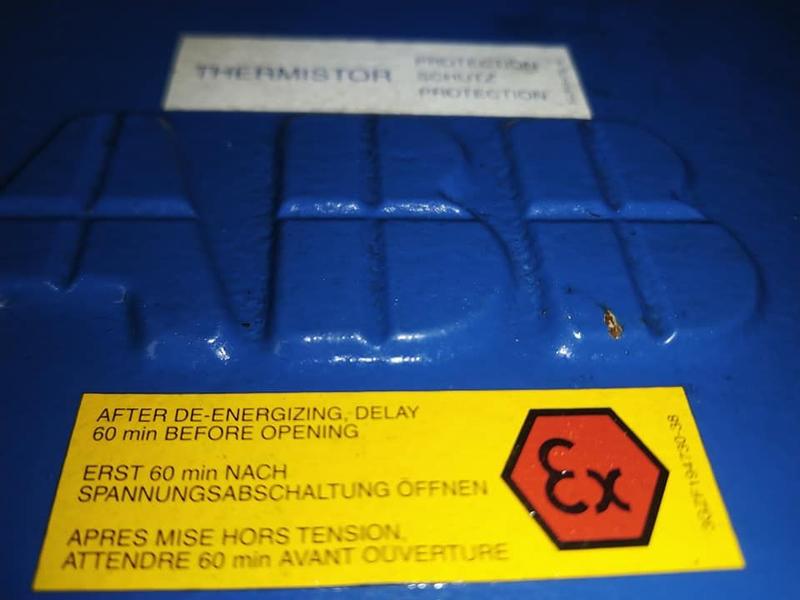 THERMISTOR
PROTECTION
SCHUTZ
PROTECTION
ABB
AFTER DE-ENERGIZING, DELAY
60 min BEFORE OPENING
ERST 60 min NACH
SPANNUNGSABSCHALTUNG ÖFFNEN
APRES MISE HORS TENSION,
ATTENDRE 60 min AVANT OUVERTURE
Ex